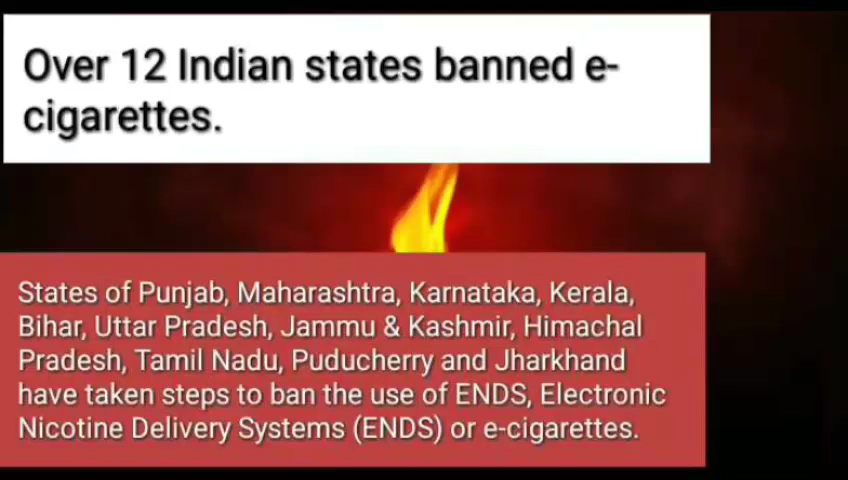 Over 12 Indian states banned e-
cigarettes.
States of Punjab, Maharashtra, Karnataka, Kerala,
Bihar, Uttar Pradesh, Jammu & Kashmir, Himachal
Pradesh, Tamil Nadu, Puducherry and Jharkhand
have taken steps to ban the use of ENDS, Electronic
Nicotine Delivery Systems (ENDS) or e-cigarettes.